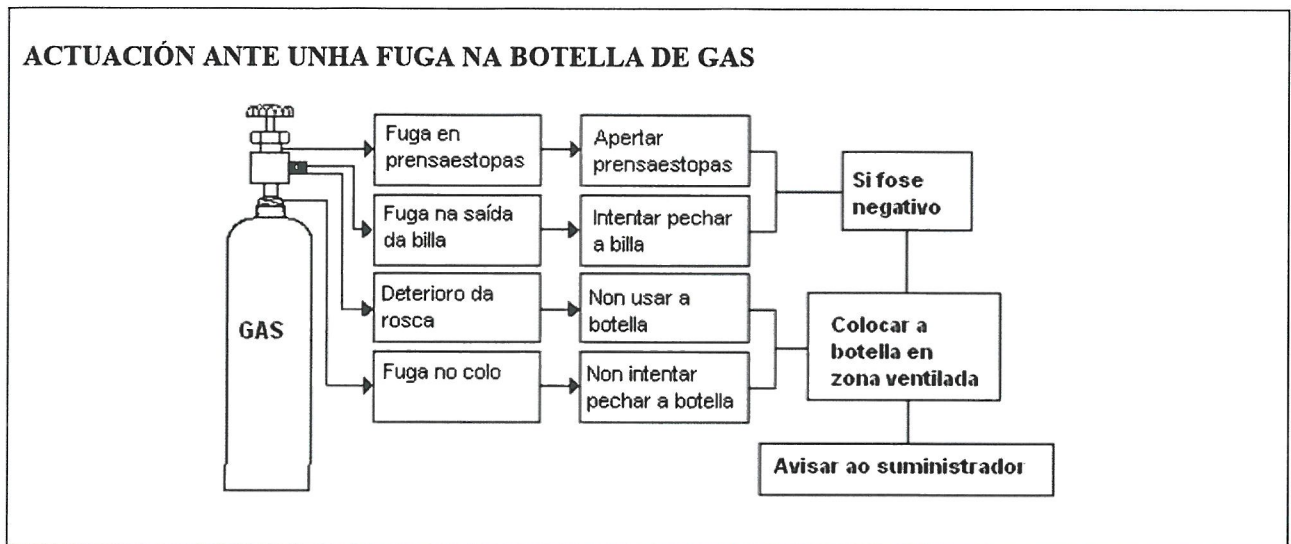 ACTUACIÓN ANTE UNHA FUGA NA BOTELLA DE GAS
GAS
Fuga en
prensaestopas
Apertar
prensaestopas
Fuga na saída
da billa
Intentar pechar
a billa
Si fose
negativo
Deterioro da
rosca
Non usar a
botella
Fuga no colo
Non intentar
pechar a botella
Colocar a
botella en
zona ventilada
Avisar ao suministrador